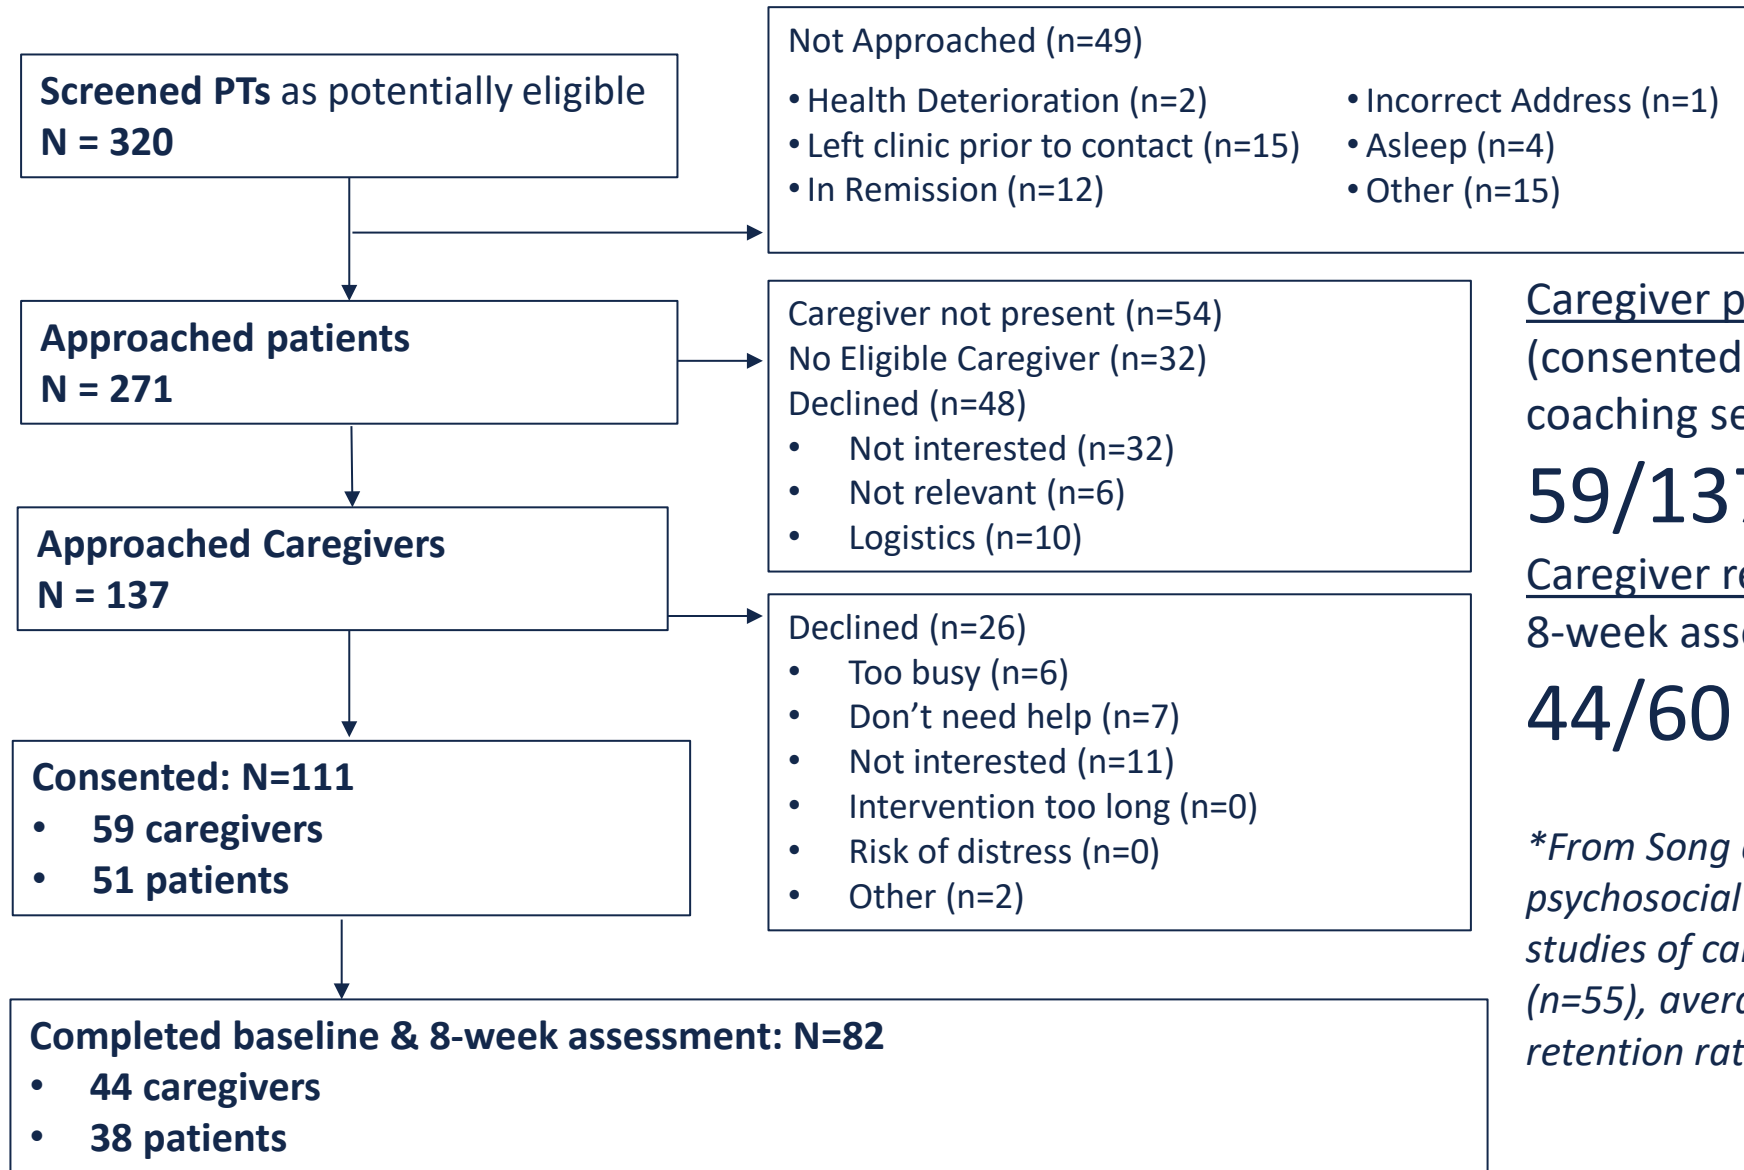 Screened PTs as potentially eligible
N = 320
Not Approached (n=49)
• Health Deterioration (n=2)
• Left clinic prior to contact (n=15)
• In Remission (n=12)
• Incorrect Address (n=1)
• Asleep (n=4)
• Other (n=15)
Approached patients
N = 271
Caregiver not present (n=54)
No Eligible Caregiver (n=32)
Declined (n=48)
• Not interested (n=32)
• Not relevant (n=6)
• Logistics (n=10)
Approached Caregivers
N = 137
Declined (n=26)
• Too busy (n=6)
• Don’t need help (n=7)
• Not interested (n=11)
• Intervention too long (n=0)
• Risk of distress (n=0)
• Other (n=2)
Consented: N=111
• 59 caregivers
• 51 patients
Completed baseline & 8-week assessment: N=82
• 44 caregivers
• 38 patients
Caregiver
(consented
coaching
59/137
Caregiver
8-week
44/60
*From Song
psychosocial
studies of
(n=55),
retention